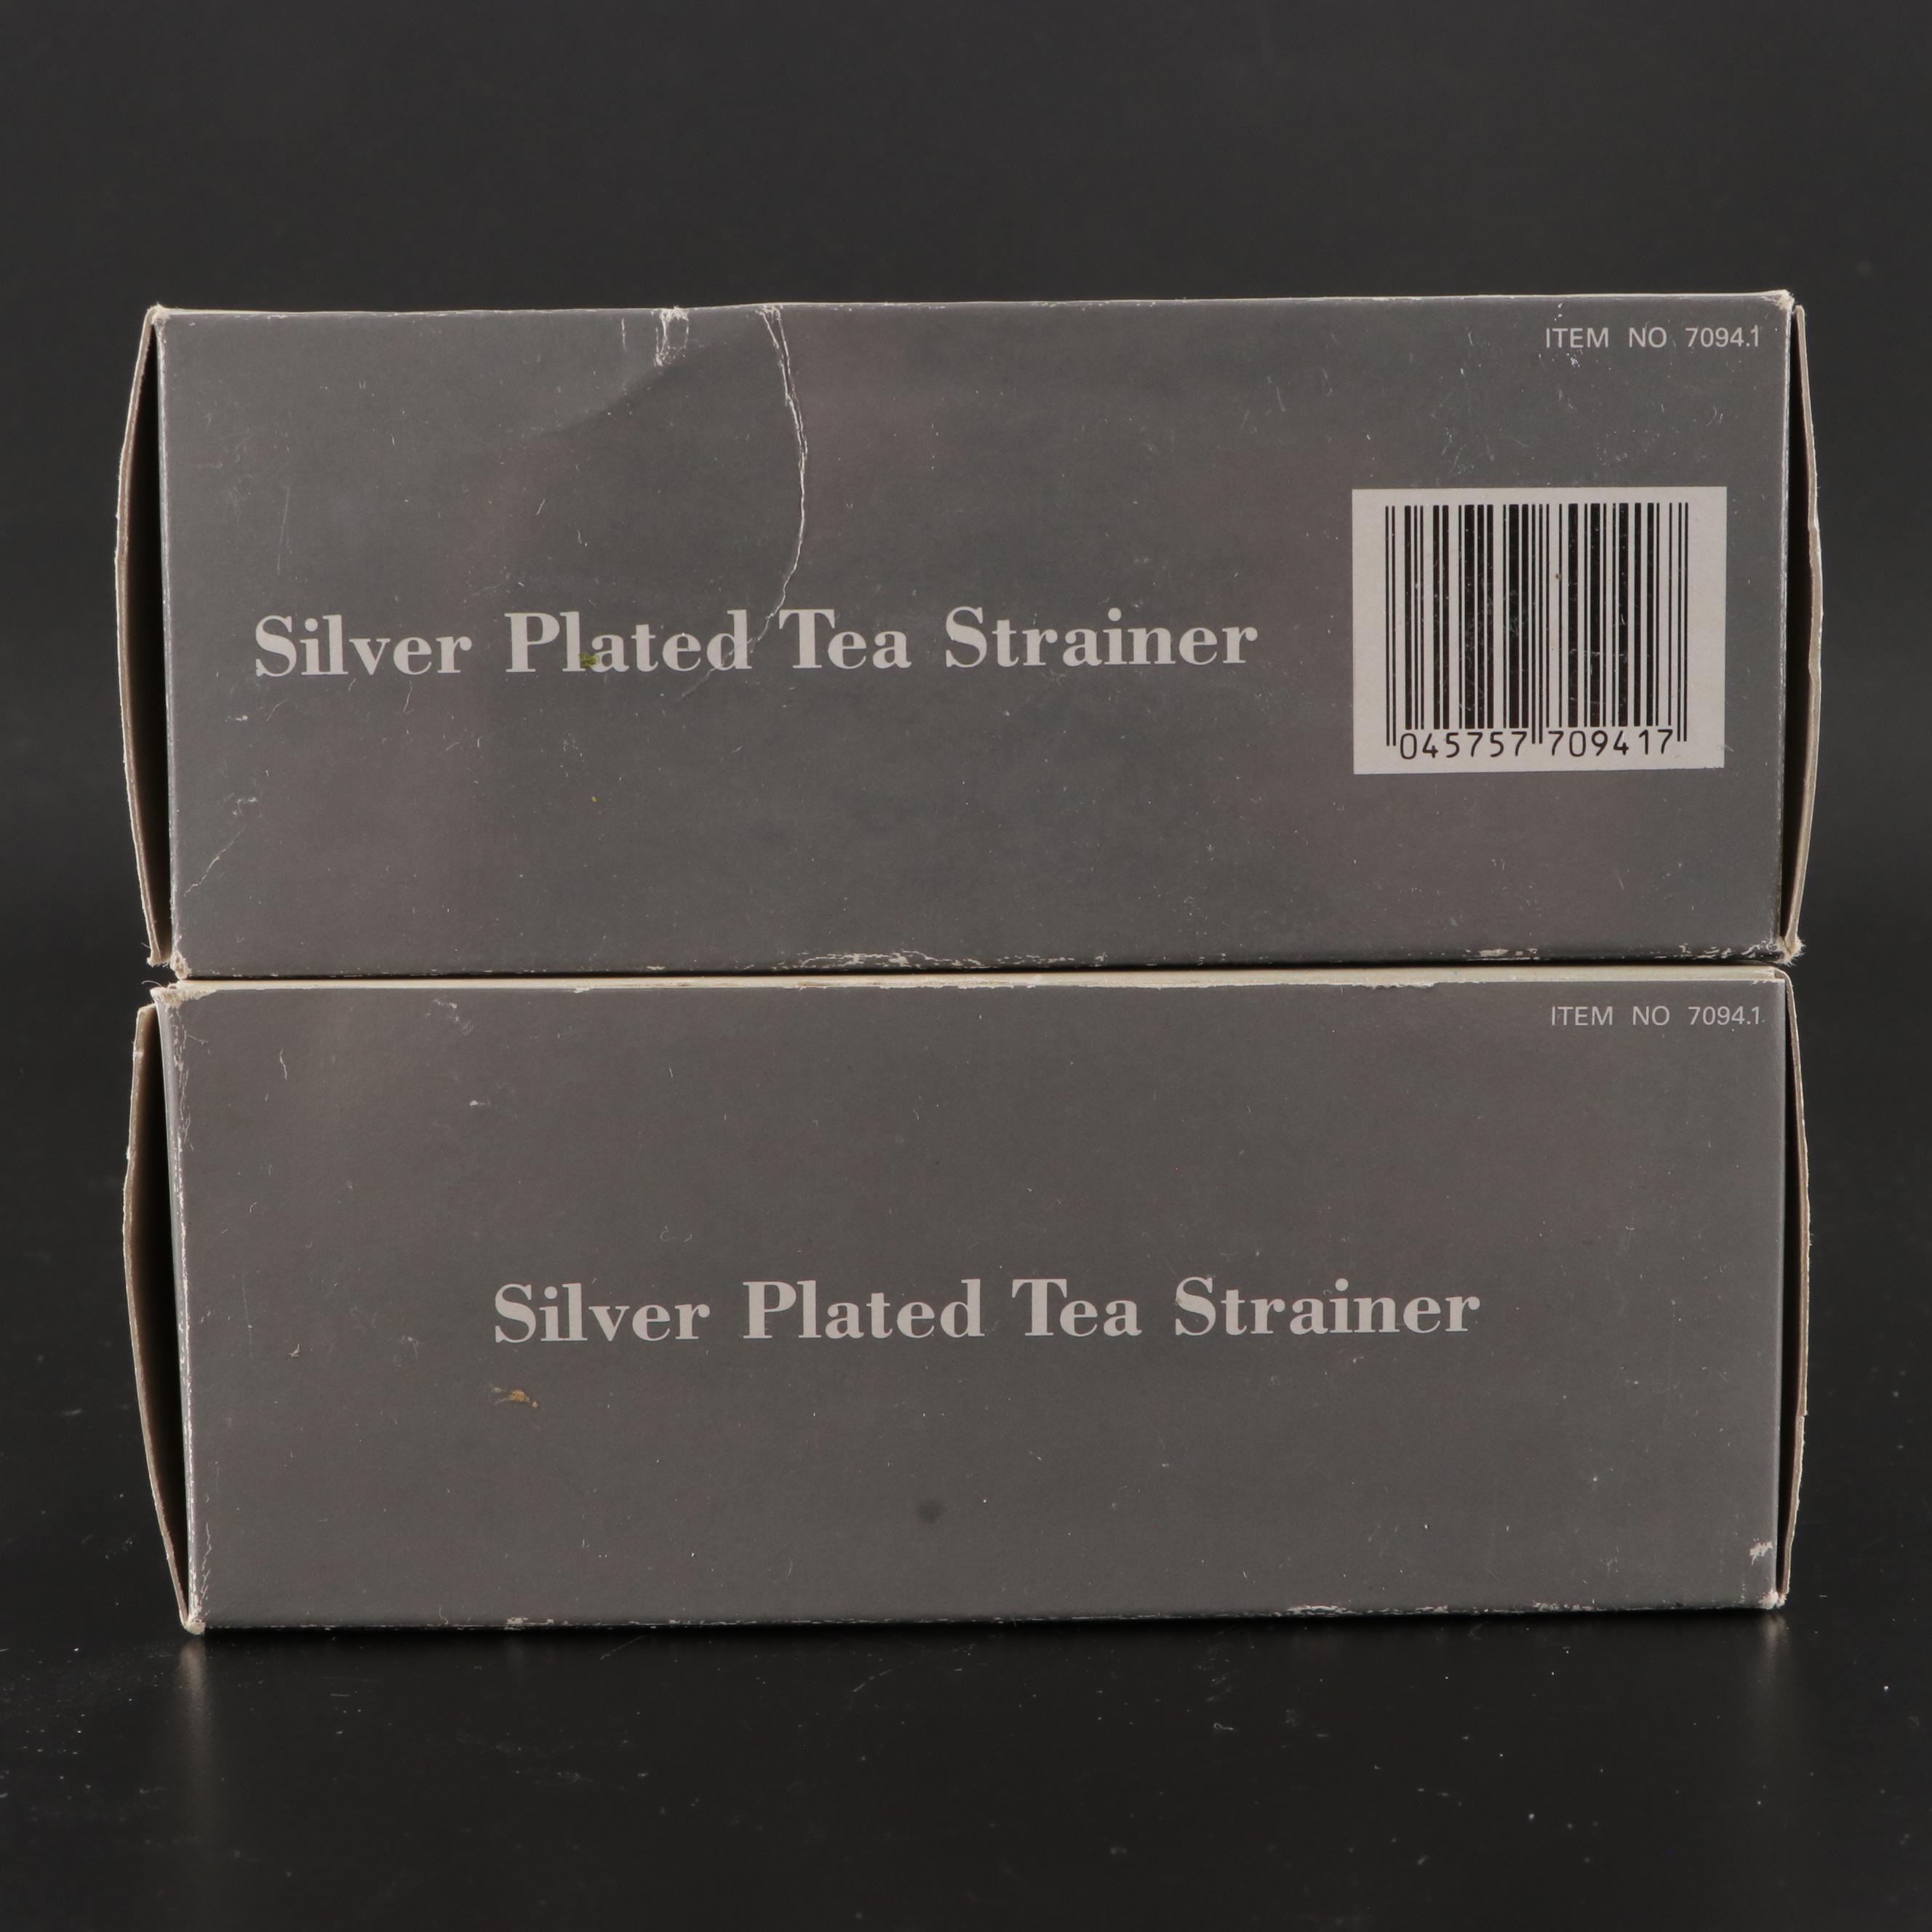 ITEM NO 7094.1
Silver Plated Tea Strainer
045757 709417
ITEM NO 7094.1
Silver Plated Tea Strainer